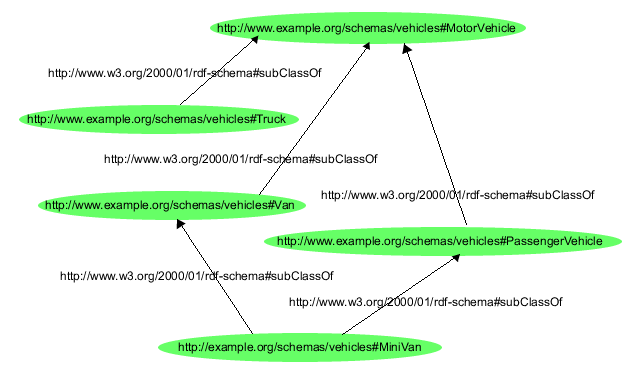 http://www.example.org/schemas/vehicles#MotorVehicle
http://www.w3.org/2000/01/rdf-schema#subClassOf
http://www.example.org/schemas/vehicles#Truck
http://www.w3.org/2000/01/rdf-schema#subClassOf
http://www.w3.org/2000/01/rdf-schema#subClassOf
http://www.example.org/schemas/vehicles#Van
http://www.example.org/schemas/vehicles#PassengerVehicle
http://www.w3.org/2000/01/rdf-schema#subClassOf
http://www.w3.org/2000/01/rdf-schema#subClassOf
http://example.org/schemas/vehicles#MiniVan